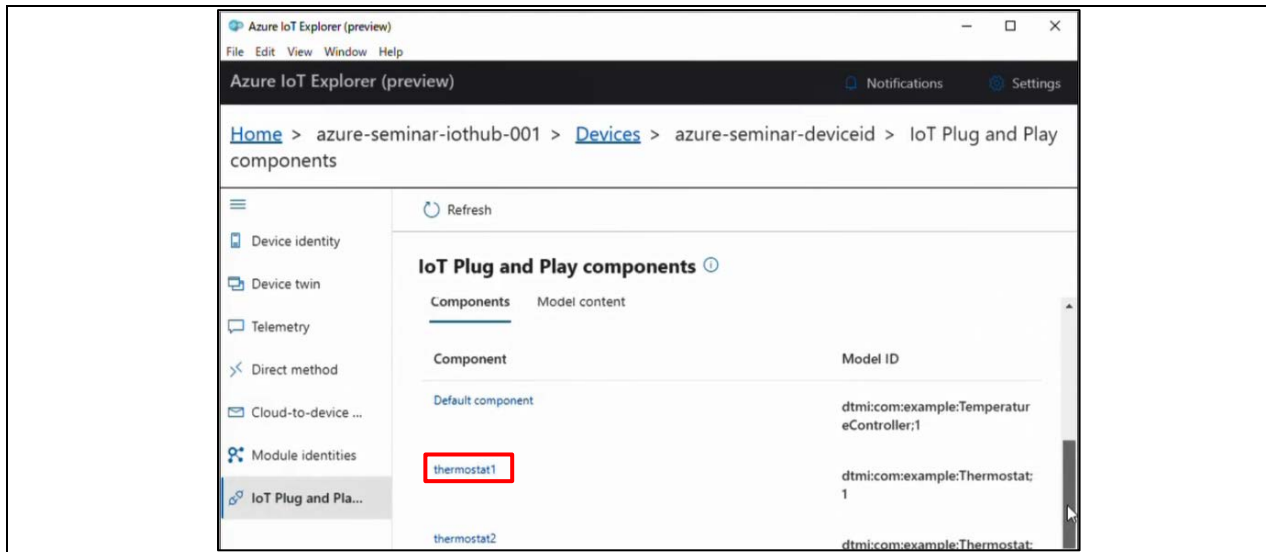 Azure IoT Explorer (preview)
File Edit View Window Help
Azure IoT Explorer (preview)
Notifications
Settings
Home > azure-seminar-iothub-001 > Devices > azure-seminar-deviceid > IoT Plug and Play
components
Refresh
Device identity
Device twin
Telemetry
Direct method
Cloud-to-device ...
Module identities
IoT Plug and Pla...
IoT Plug and Play components
Components Model content
Component Model ID
Default component
dtmi:com:example:Temperatur
eController;1
thermostat1
dtmi:com:example:Thermostat;
1
thermostat2
dtmi:com:example:Thermostat;